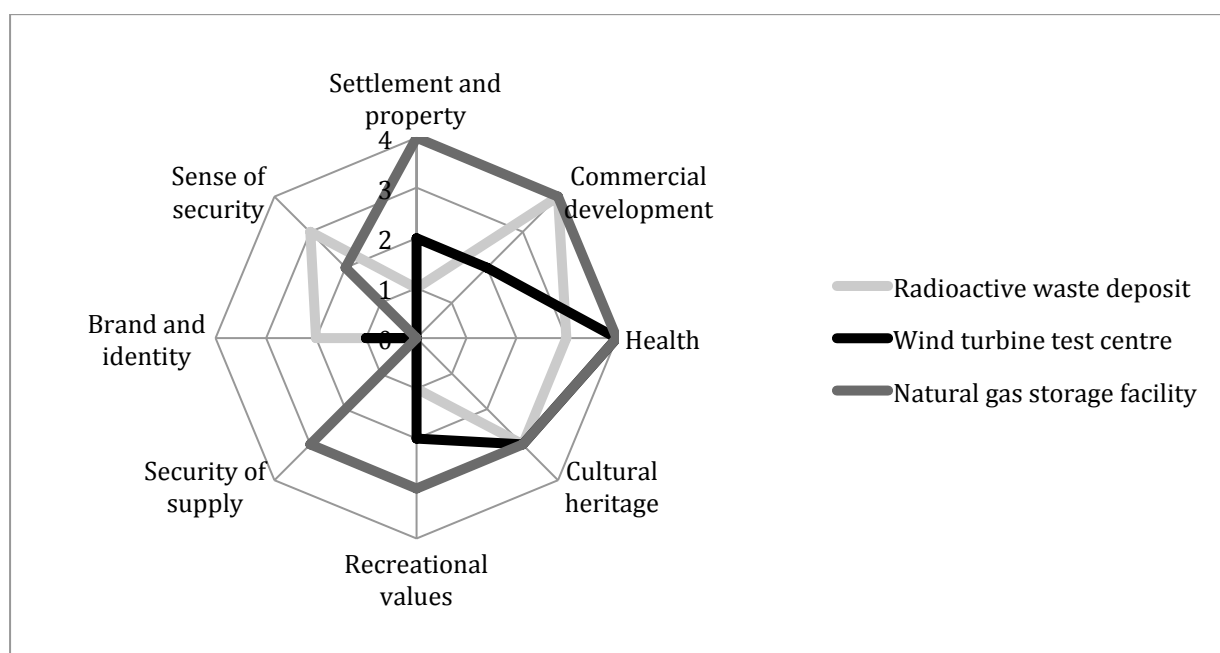 Settlement and
property
4
Sense of
security
Commercial
development
3
2
1
Brand and
identity
0
Health
Security of
supply
Cultural
heritage
Recreational
values
Radioactive waste deposit
Wind turbine test centre
Natural gas storage facility